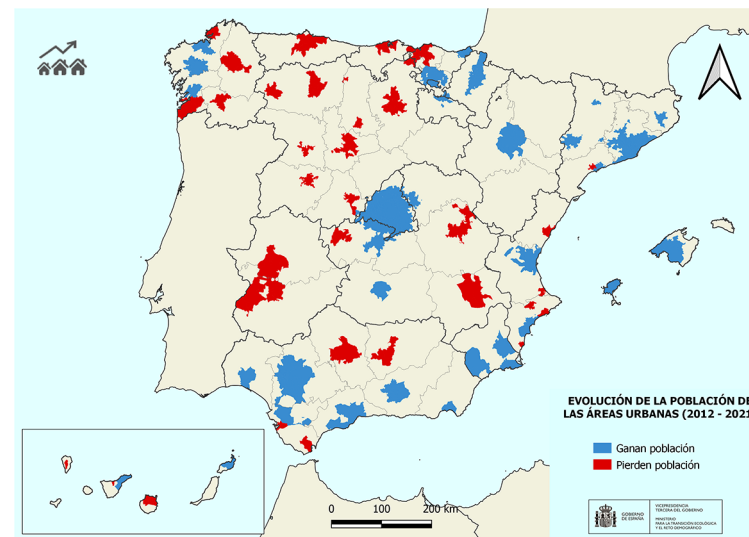 EVOLUCIÓN DE LA POBLACIÓN DE
LAS ÁREAS URBANAS (2012 - 2021
Ganan población
Pierden población
0 100 200 km
GOBIERNO
DE ESPAÑA
VICEPRESIDENCIA
TERCERA DEL GOBIERNO
MINISTERIO
PARA LA TRANSICIÓN ECOLÓGICA
Y EL RETO DEMOGRÁFICO